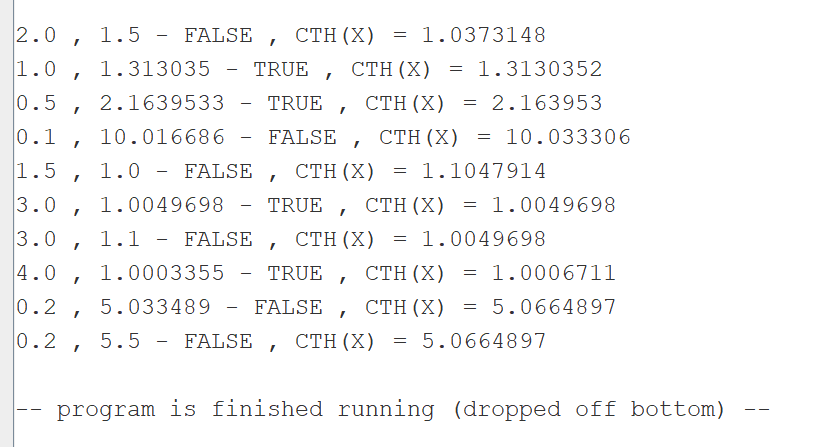 2.0 , 1.5 - FALSE , CTH(X) = 1.0373148
1.0 , 1.313035 - TRUE , CTH(X) = 1.3130352
0.5 , 2.1639533 - TRUE , CTH(X) = 2.163953
0.1 , 10.016686 - FALSE , CTH(X) = 10.033306
1.5 , 1.0 - FALSE , CTH(X) = 1.1047914
3.0 , 1.0049698 - TRUE , CTH(X) = 1.0049698
3.0 , 1.1 - FALSE , CTH(X) = 1.0049698
4.0 , 1.0003355 - TRUE , CTH(X) = 1.0006711
0.2 , 5.033489 - FALSE , CTH(X) = 5.0664897
0.2 , 5.5 - FALSE , CTH(X) = 5.0664897
-- program is finished running (dropped off bottom) --